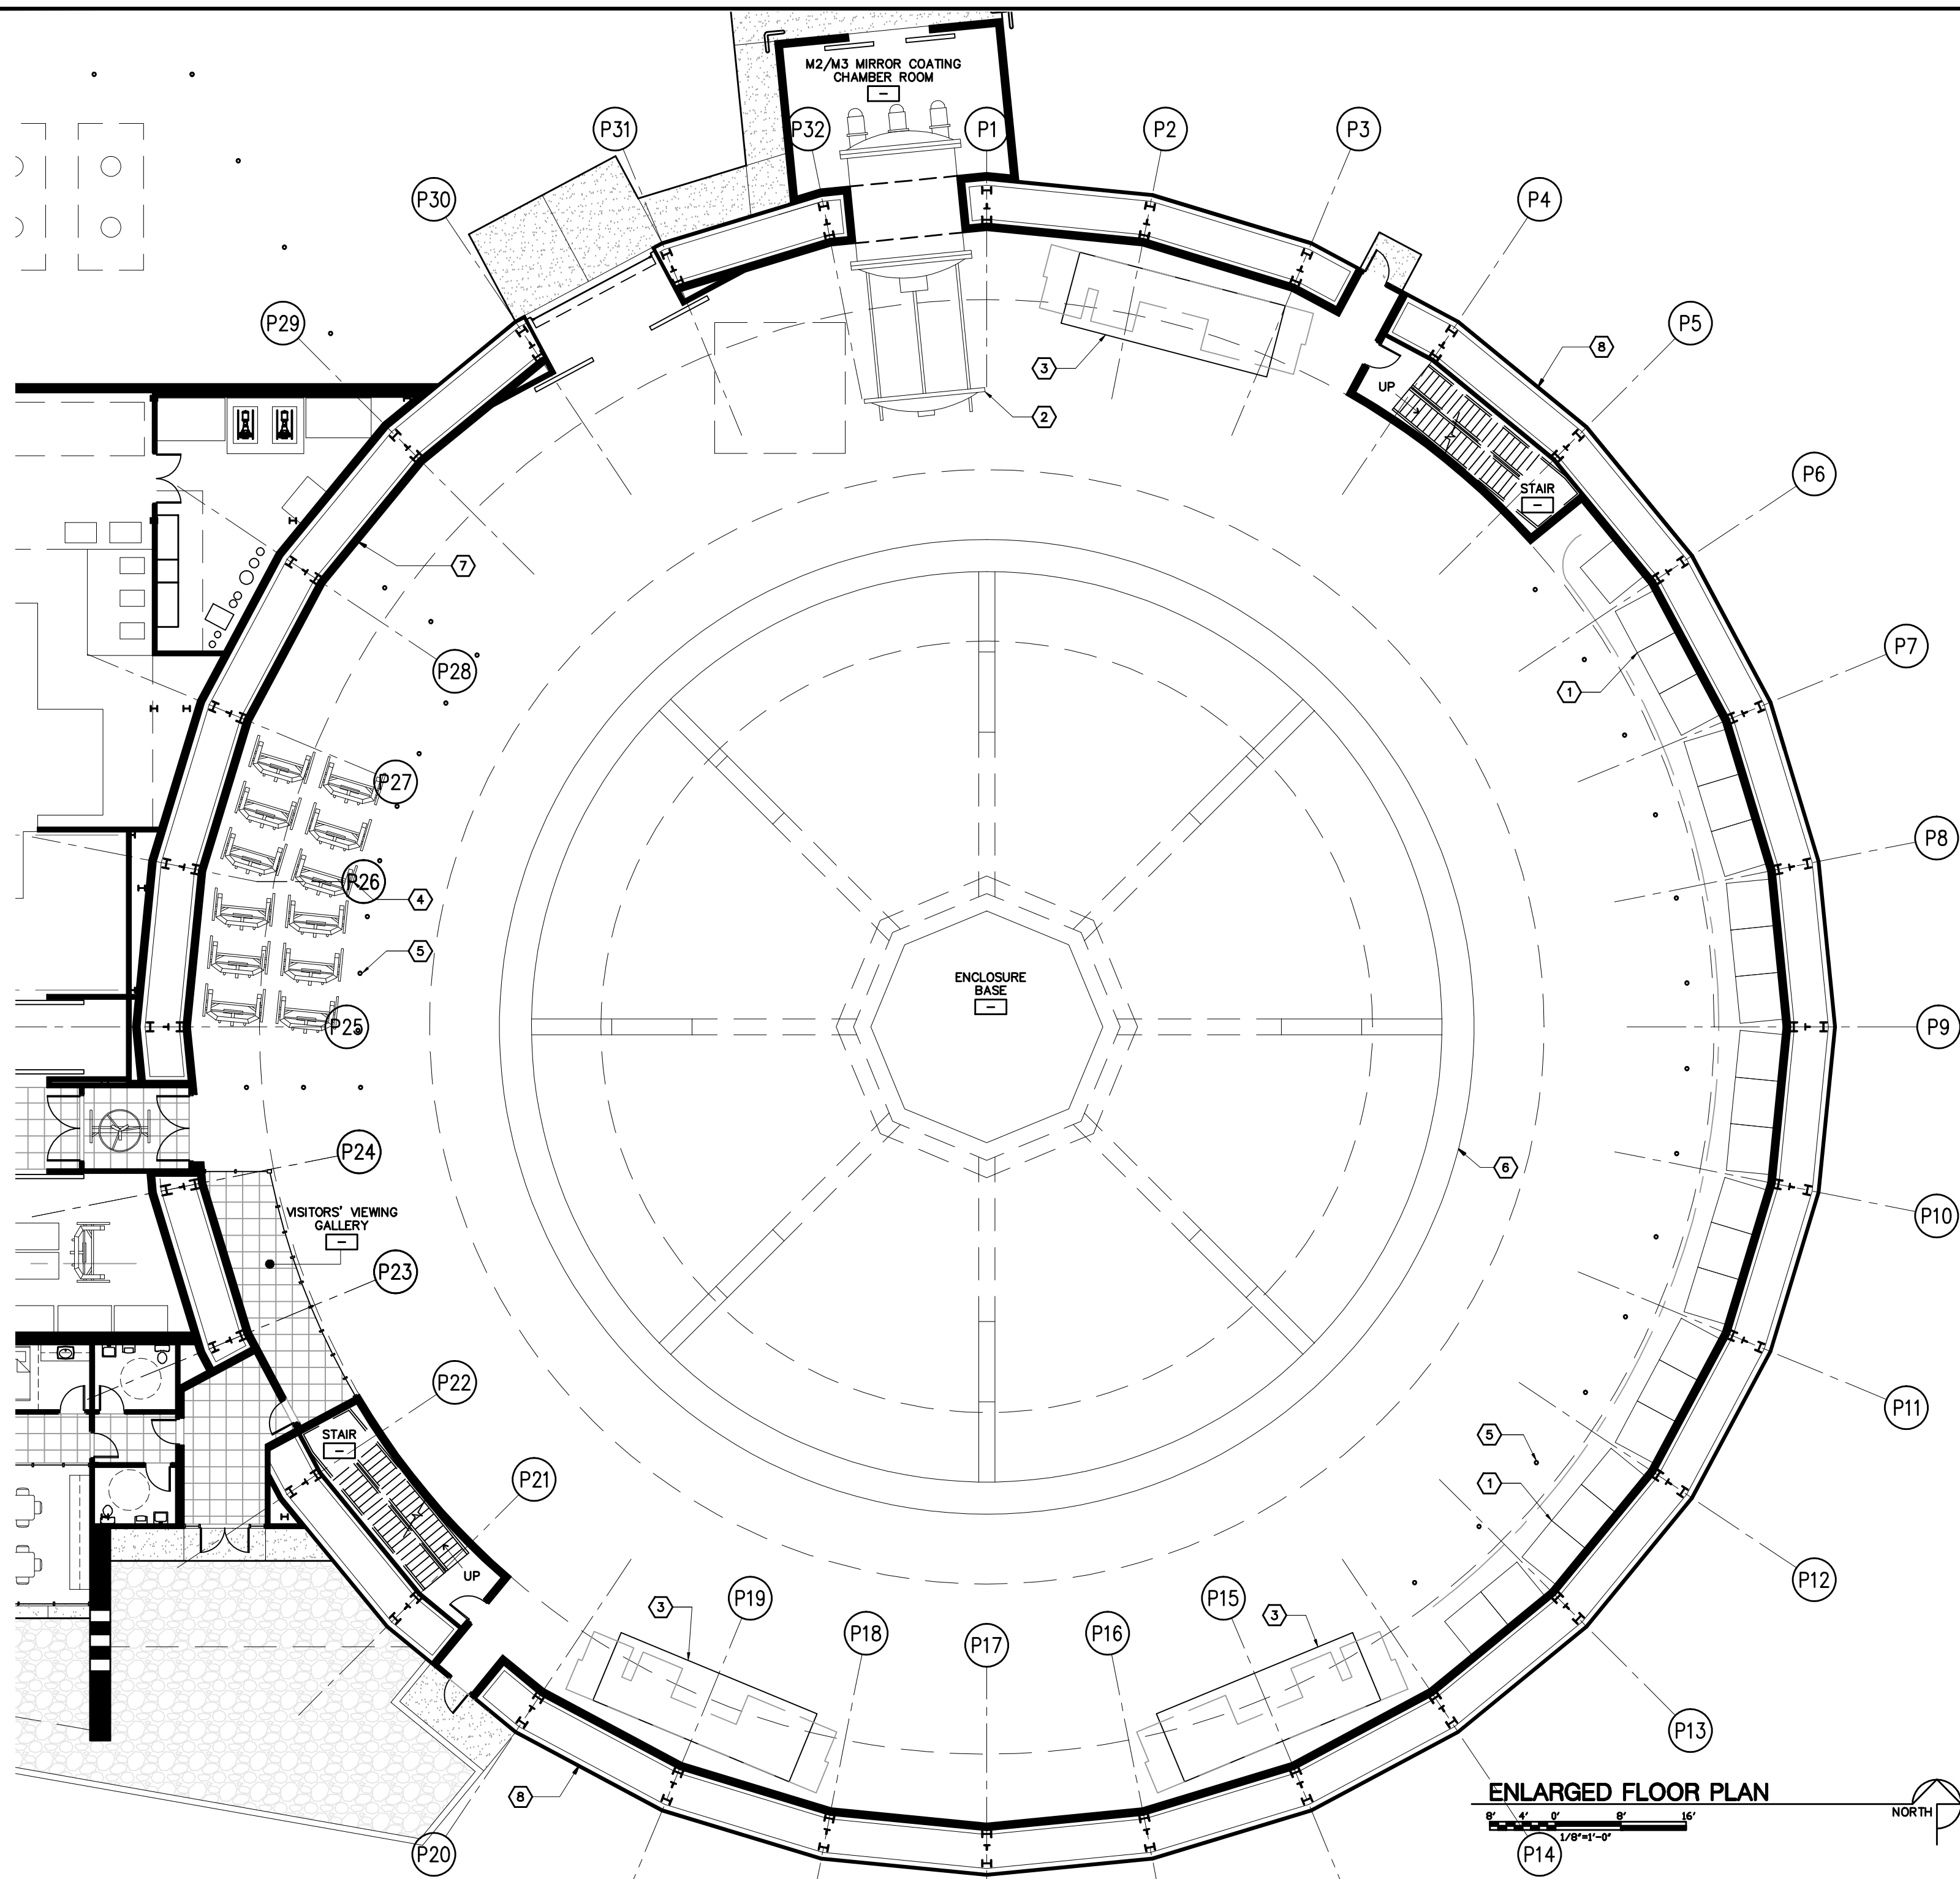 M2/M3 MIRROR COATING
CHAMBER ROOM
-
P31
P32
P1
P2
P3
P30
P4
P29
P5
8
3
2
UP
STAIR
-
P6
7
P28
1
P7
P27
P8
P26
4
5
ENCLOSURE
BASE
-
P25
P9
P24
6
VISITORS' VIEWING
GALLERY
-
P10
P23
P22
P11
STAIR
-
5
P21
1
UP
P12
3
P19
P18
P17
P16
P15
3
P13
8
P20
ENLARGED FLOOR PLAN
8' 4' 0' 8' 16'
1/8"=1'-0"
NORTH
P14